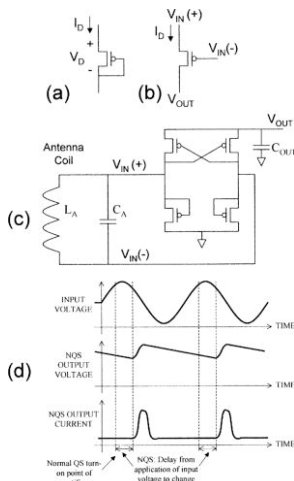 I_D
+
V_D
-
(a)
V_IN(+)
I_D
V_IN(-)
V_OUT
(b)
Antenna
Coil
V_IN(+)
V_OUT
C_OUT
(c)
L_A
C_A
V_IN(-)
INPUT
VOLTAGE
TIME
(d)
NQS
OUTPUT
VOLTAGE
TIME
NQS OUTPUT
CURRENT
TIME
Normal QS turn-
on point of
NQS: Delay from
application of input
voltage to change